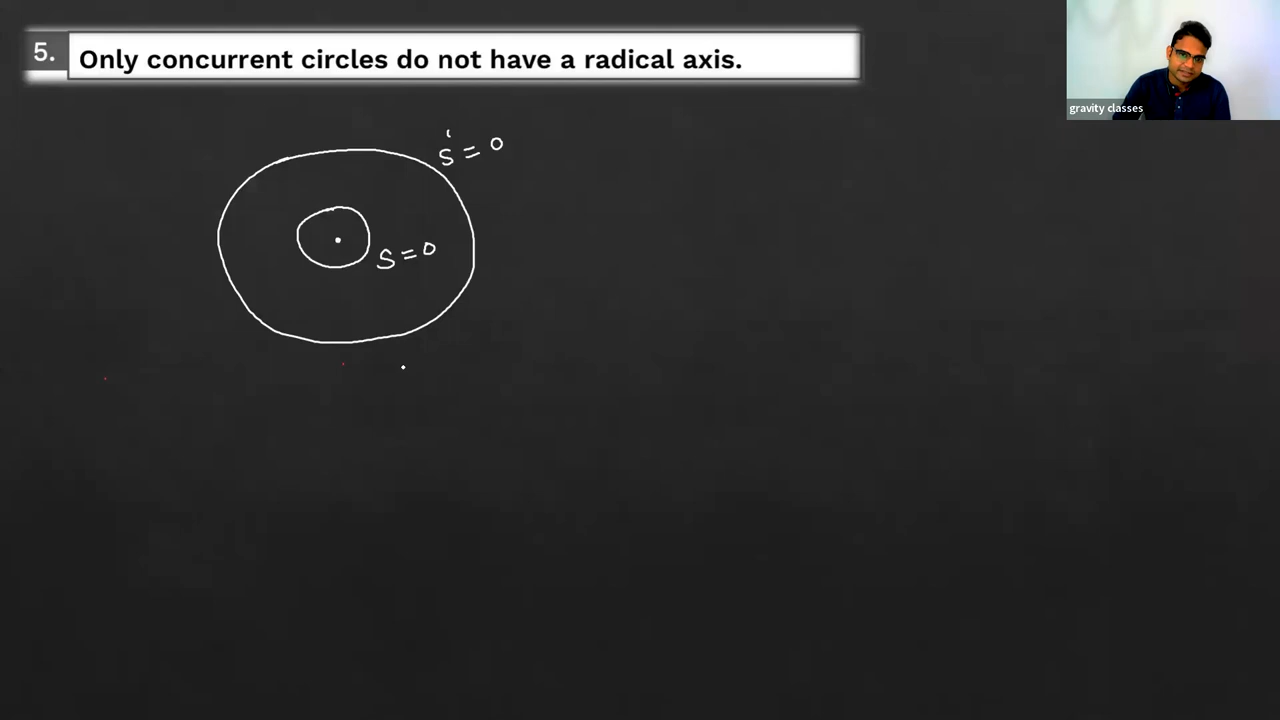 5. Only concurrent circles do not have a radical axis.
gravity classes
S' = 0
S = 0